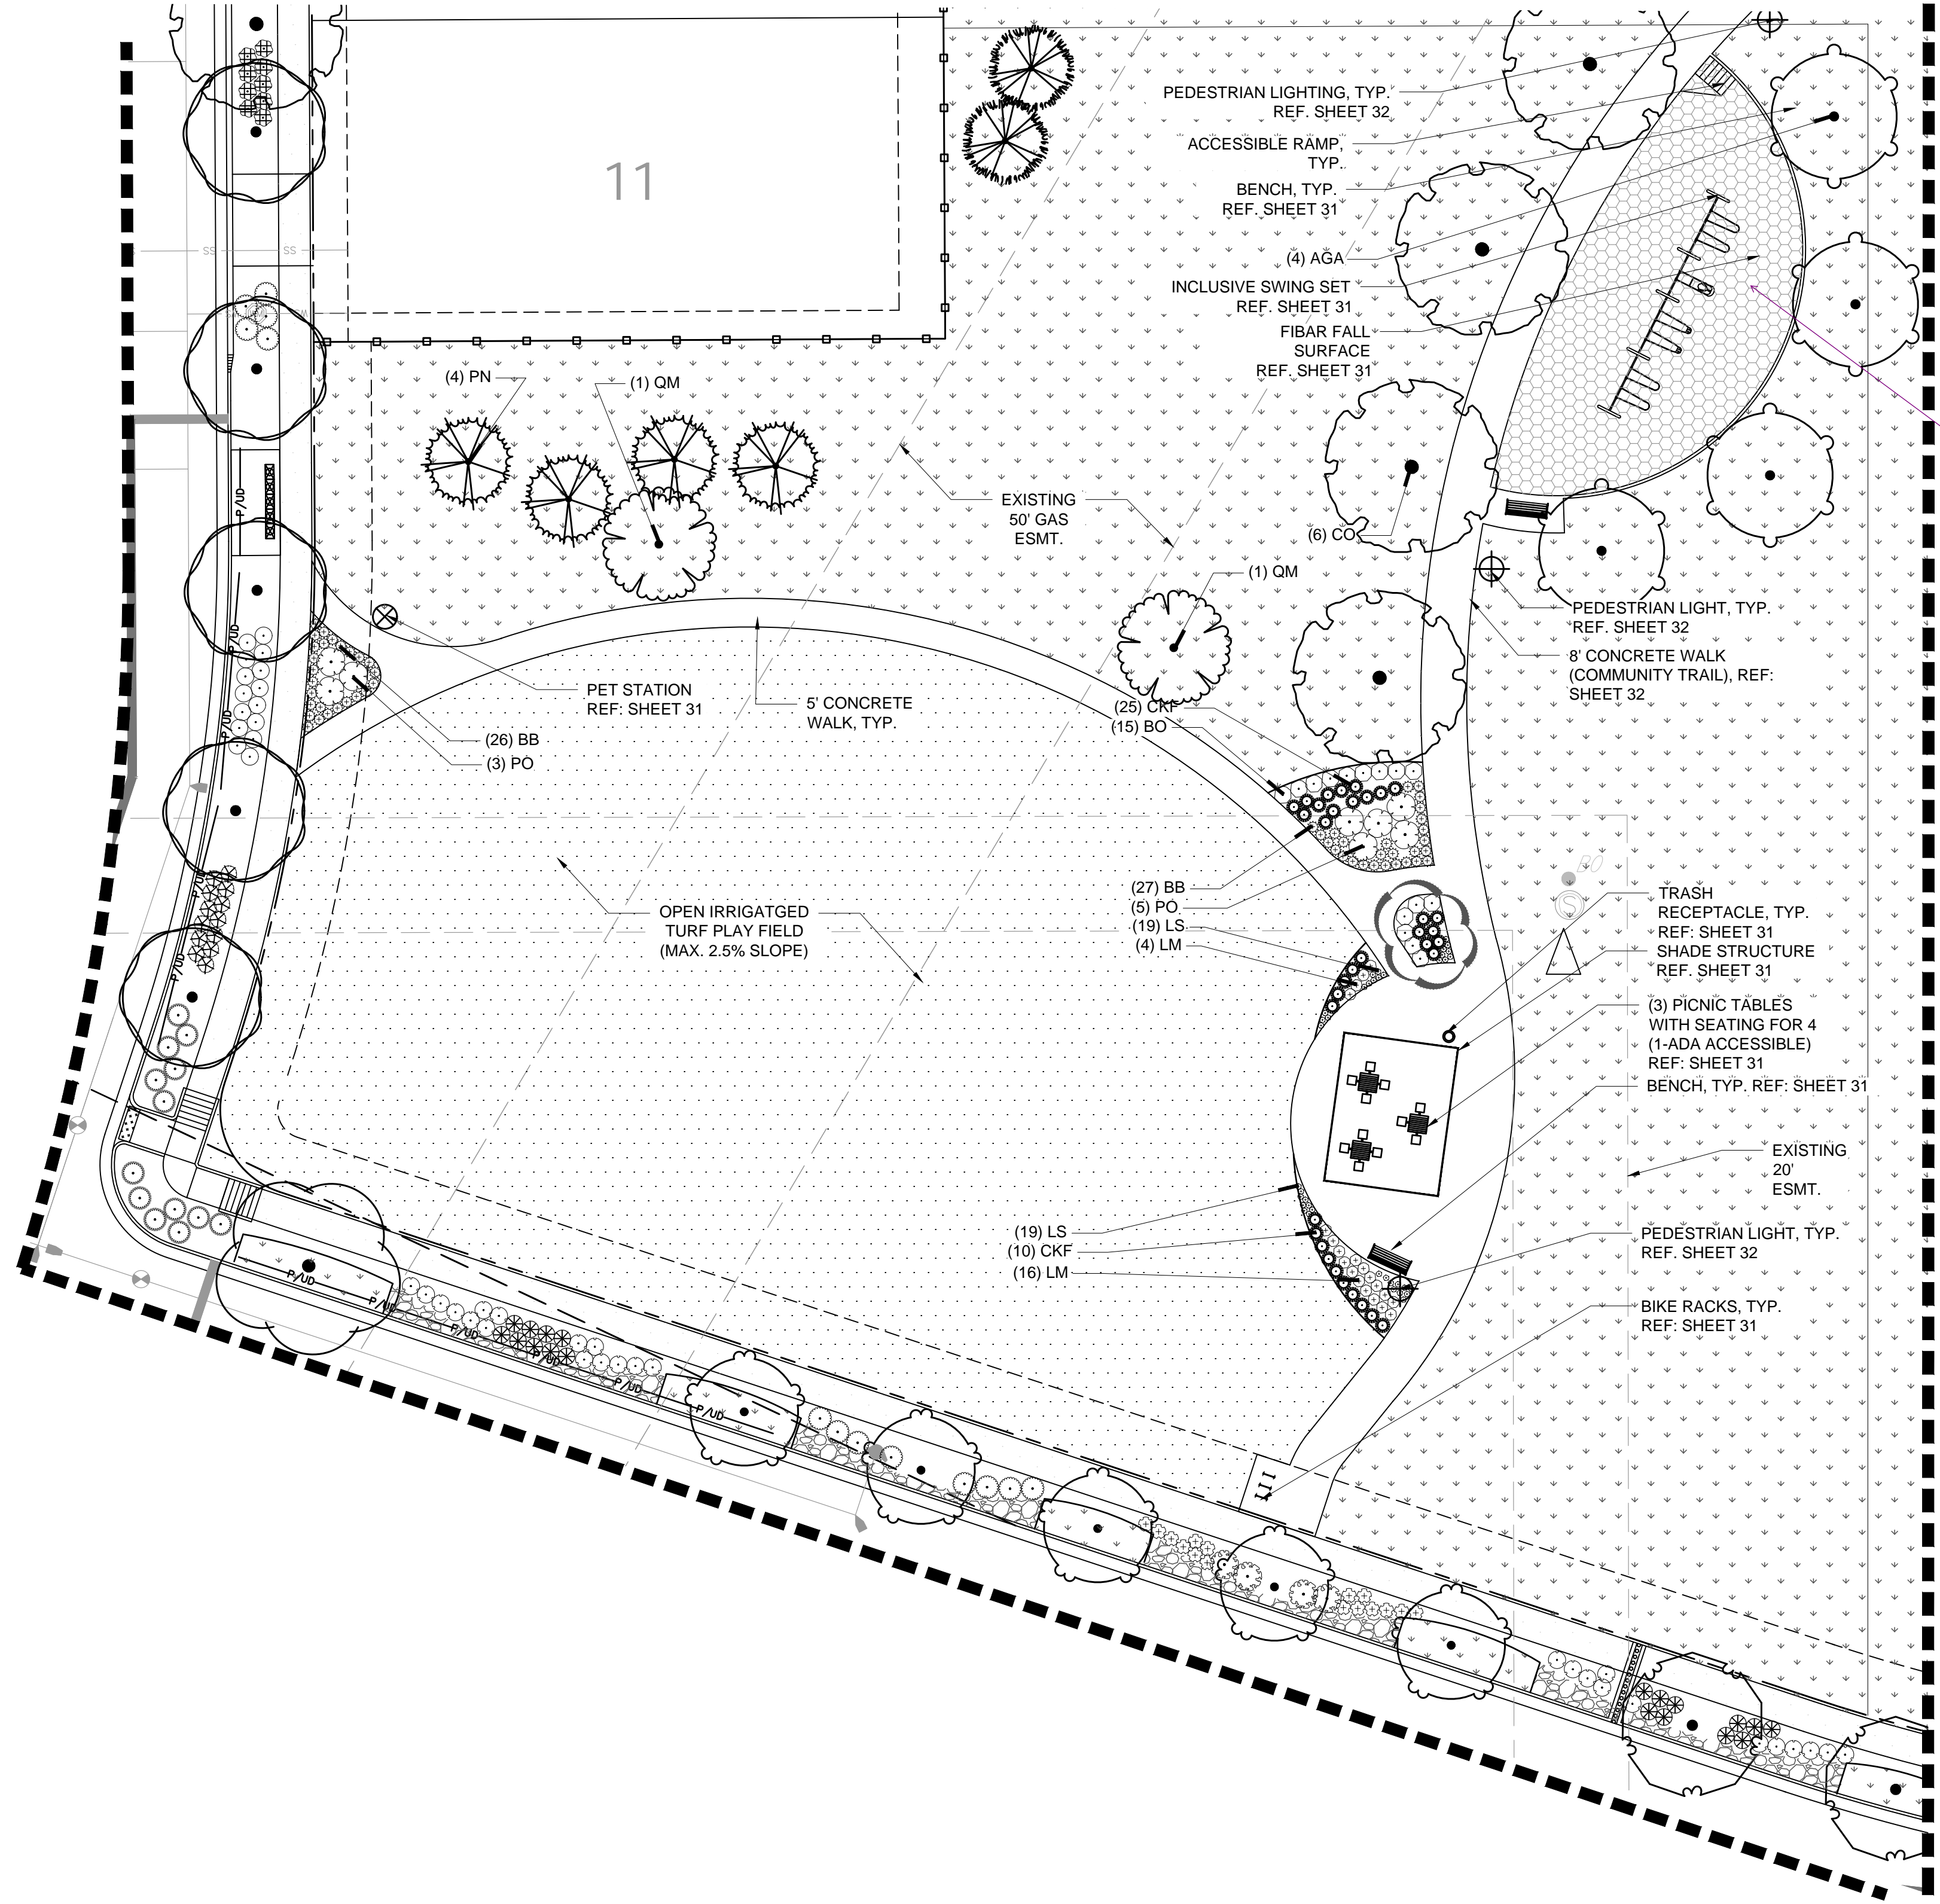 11
PEDESTRIAN LIGHTING, TYP.
REF. SHEET 32
ACCESSIBLE RAMP,
TYP.
BENCH, TYP.
REF. SHEET 31
(4) AGA
INCLUSIVE SWING SET
REF. SHEET 31
FIBAR FALL
SURFACE
REF. SHEET 31
SS
SS
(4) PN
(1) QM
P/UD
EXISTING
50' GAS
ESMT.
(6) CO
(1) QM
PEDESTRIAN LIGHT, TYP.
REF. SHEET 32
8' CONCRETE WALK
(COMMUNITY TRAIL), REF:
SHEET 32
P/UD
PET STATION
REF: SHEET 31
5' CONCRETE
WALK, TYP.
(25) CKF
(15) BO
P/UD
(26) BB
(3) PO
BO
S
P/UD
(27) BB
(5) PO
(19) LS
(4) LM
TRASH
RECEPTACLE, TYP.
REF: SHEET 31
SHADE STRUCTURE
REF. SHEET 31
OPEN IRRIGATGED
TURF PLAY FIELD
(MAX. 2.5% SLOPE)
P/UD
(3) PICNIC TABLES
WITH SEATING FOR 4
(1-ADA ACCESSIBLE)
REF: SHEET 31
BENCH, TYP. REF: SHEET 31
EXISTING
20'
ESMT.
(19) LS
(10) CKF
(16) LM
PEDESTRIAN LIGHT, TYP.
REF. SHEET 32
BIKE RACKS, TYP.
REF: SHEET 31
P/UD
P/UD
P/UD
P/UD
P/UD
P/UD